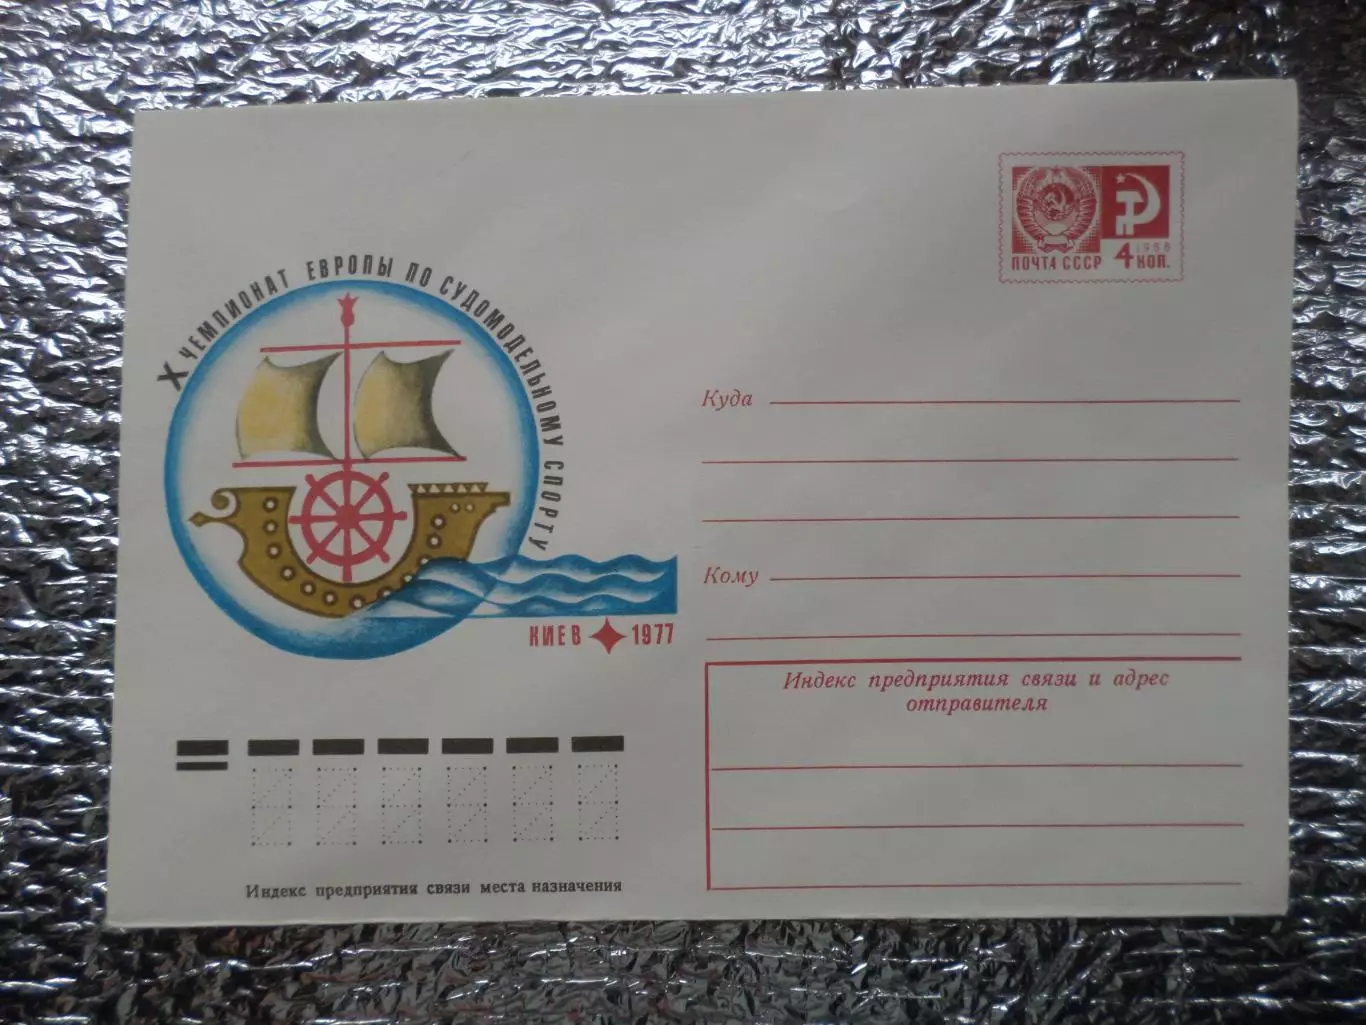 X ЧЕМПИОНАТ ЕВРОПЫ ПО СУДОМОДЕЛЬНОМУ СПОРТУ
КИЕВ 1977
1966
ПОЧТА СССР 4 КОП.
Куда
Кому
Индекс предприятия связи и адрес
отправителя
Индекс предприятия связи места назначения